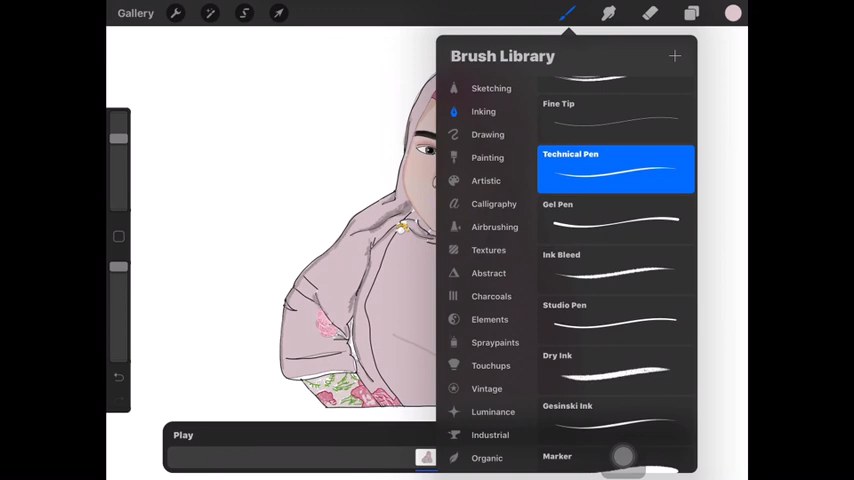 Gallery
Brush Library
Sketching
Inking
Drawing
Painting
Artistic
Calligraphy
Airbrushing
Textures
Abstract
Charcoals
Elements
Spraypaints
Touchups
Vintage
Luminance
Industrial
Organic
Fine Tip
Technical Pen
Gel Pen
Ink Bleed
Studio Pen
Dry Ink
Gesinski Ink
Marker
Play